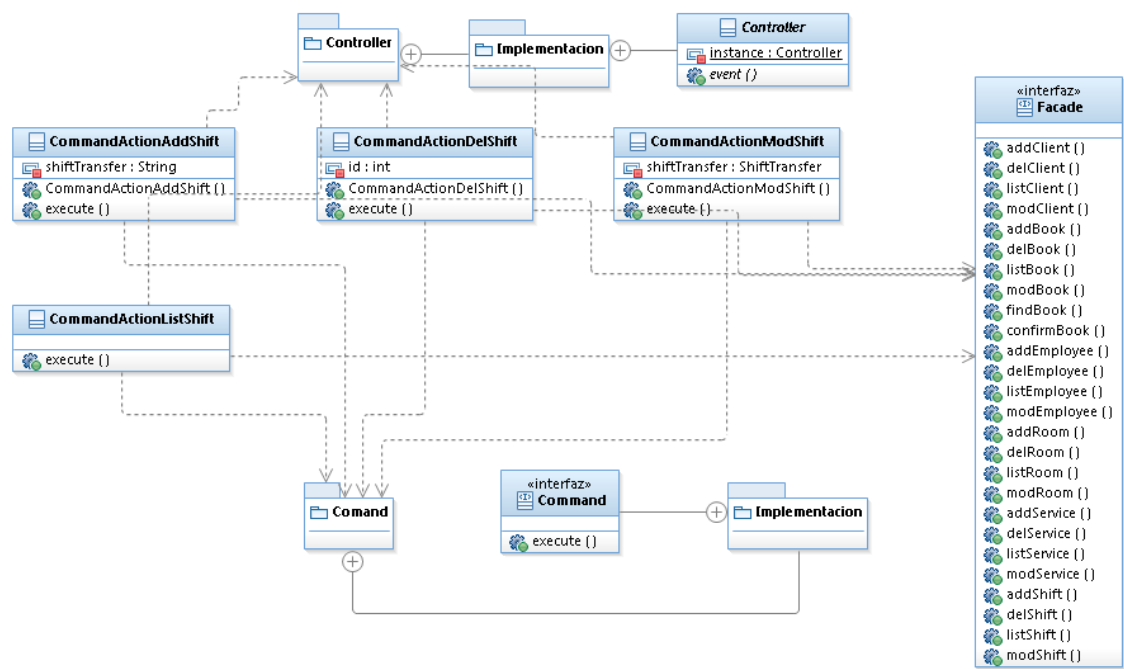 Controller
Implementacion
Controller
instance : Controller
event ()
«interfaz»
Facade
addClient ()
delClient ()
listClient ()
modClient ()
addBook ()
delBook ()
listBook ()
modBook ()
findBook ()
confirmBook ()
addEmployee ()
delEmployee ()
listEmployee ()
modEmployee ()
addRoom ()
delRoom ()
listRoom ()
modRoom ()
addService ()
delService ()
listService ()
modService ()
addShift ()
delShift ()
listShift ()
modShift ()
CommandActionAddShift
shiftTransfer : String
CommandActionAddShift ()
execute ()
CommandActionDelShift
id : int
CommandActionDelShift ()
execute ()
CommandActionModShift
shiftTransfer : ShiftTransfer
CommandActionModShift ()
execute ()
CommandActionListShift
execute ()
Comand
«interfaz»
Command
execute ()
Implementacion